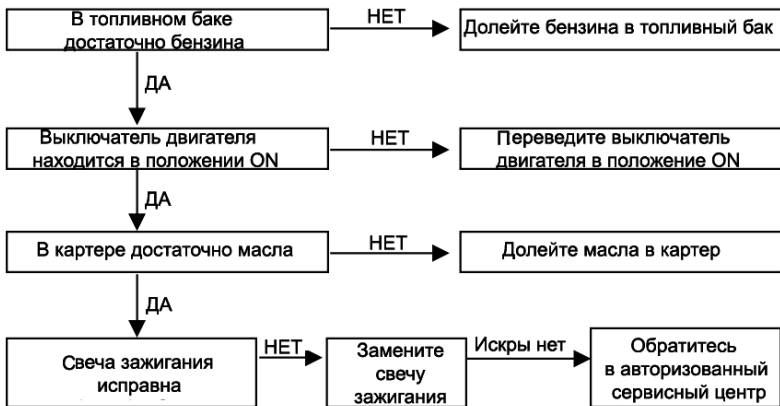 В топливном баке
достаточно бензина
НЕТ
Долейте бензина в топливный бак
ДА
Выключатель двигателя
находится в положении ON
НЕТ
Переведите выключатель
двигателя в положение ON
ДА
В картере достаточно масла
НЕТ
Долейте масла в картер
ДА
Свеча зажигания
исправна
НЕТ
Замените
свечу
зажигания
Искры нет
Обратитесь
в авторизованный
сервисный центр